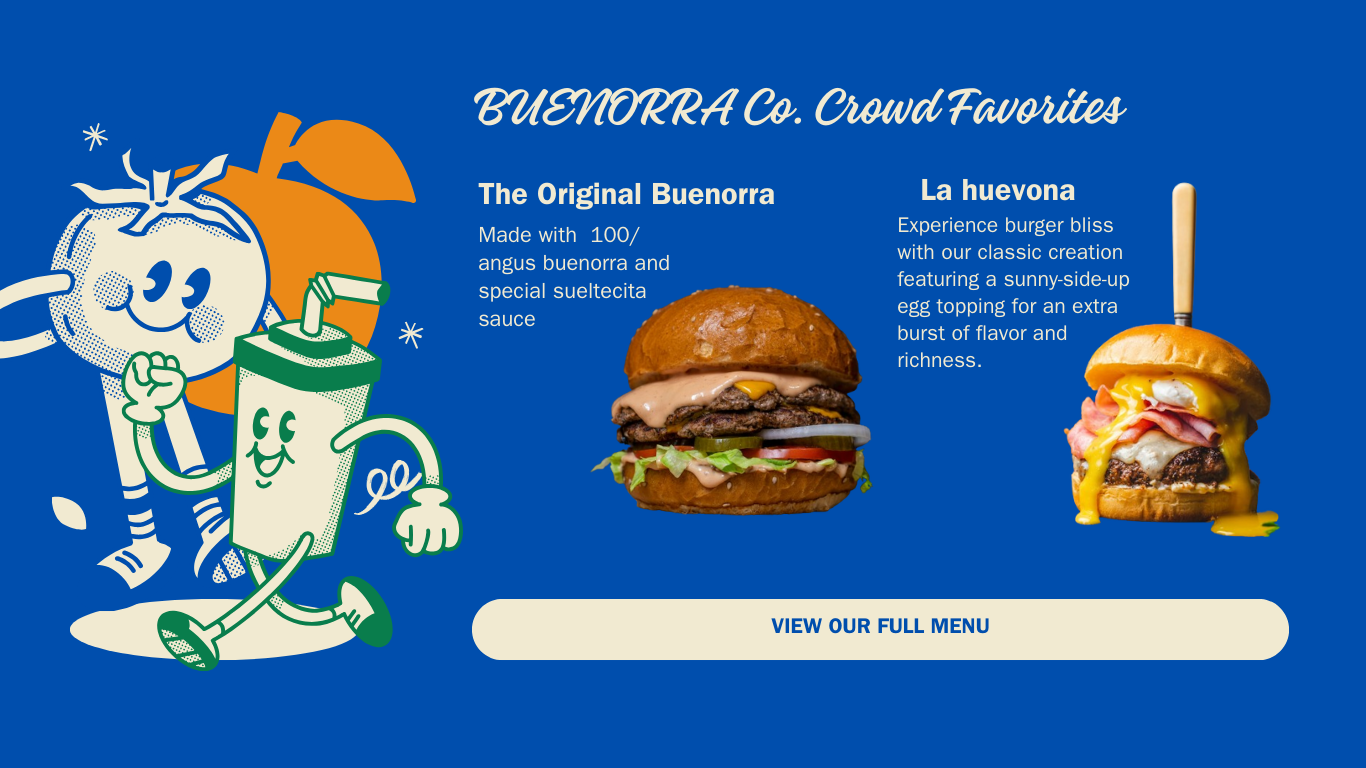 BUENORRA Co. Crowd Favorites
The Original Buenorra
Made with  100/
angus buenorra and
special sueltecita
sauce
La huevona
Experience burger bliss
with our classic creation
featuring a sunny-side-up
egg topping for an extra
burst of flavor and
richness.
VIEW OUR FULL MENU